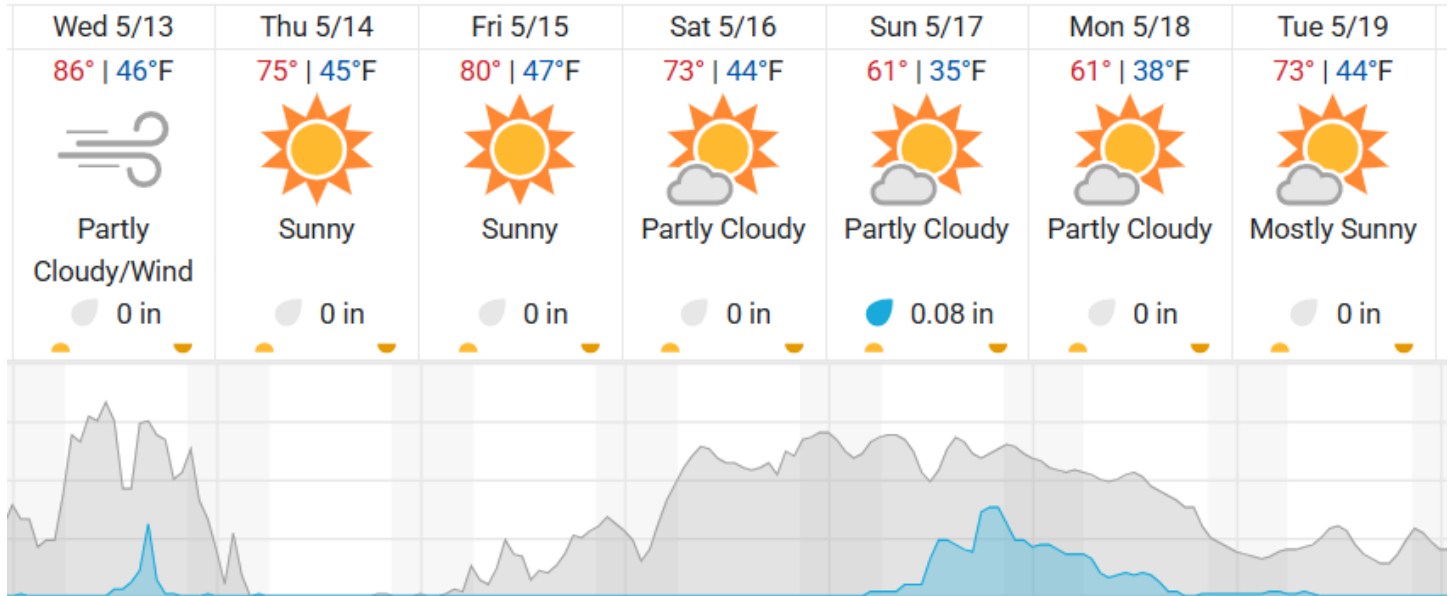 Wed 5/13 Thu 5/14 Fri 5/15 Sat 5/16 Sun 5/17 Mon 5/18 Tue 5/19
86° | 46°F 75° | 45°F 80° | 47°F 73° | 44°F 61° | 35°F 61° | 38°F 73° | 44°F
Partly Sunny Sunny Partly Cloudy Partly Cloudy Partly Cloudy Mostly Sunny
Cloudy/Wind
0 in 0 in 0 in 0 in 0.08 in 0 in 0 in